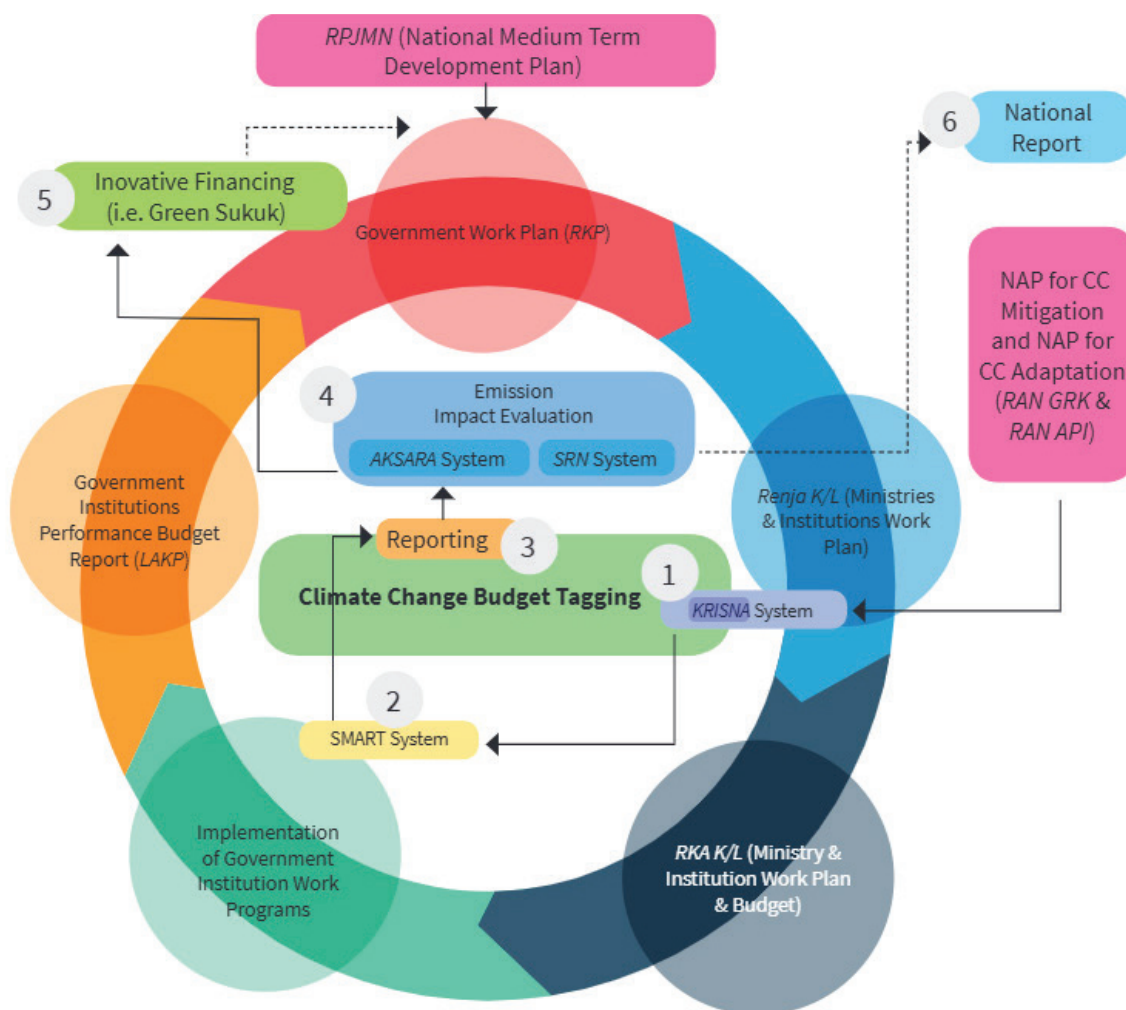 RPJMN (National Medium Term
Development Plan)
6
National
Report
5
Inovative Financing
(i.e. Green Sukuk)
Government Work Plan (RKP)
NAP for CC
Mitigation
and NAP for
CC Adaptation
(RAN GRK &
RAN API)
4
Emission
Impact Evaluation
AKSARA System
SRN System
Government
Institutions
Performance Budget
Report (LAKP)
Renja K/L (Ministries
& Institutions Work
Plan)
Reporting
3
1
Climate Change Budget Tagging
KRISNA System
2
SMART System
Implementation
of Government
Institution Work
Programs
RKA K/L (Ministry &
Institution Work Plan
& Budget)